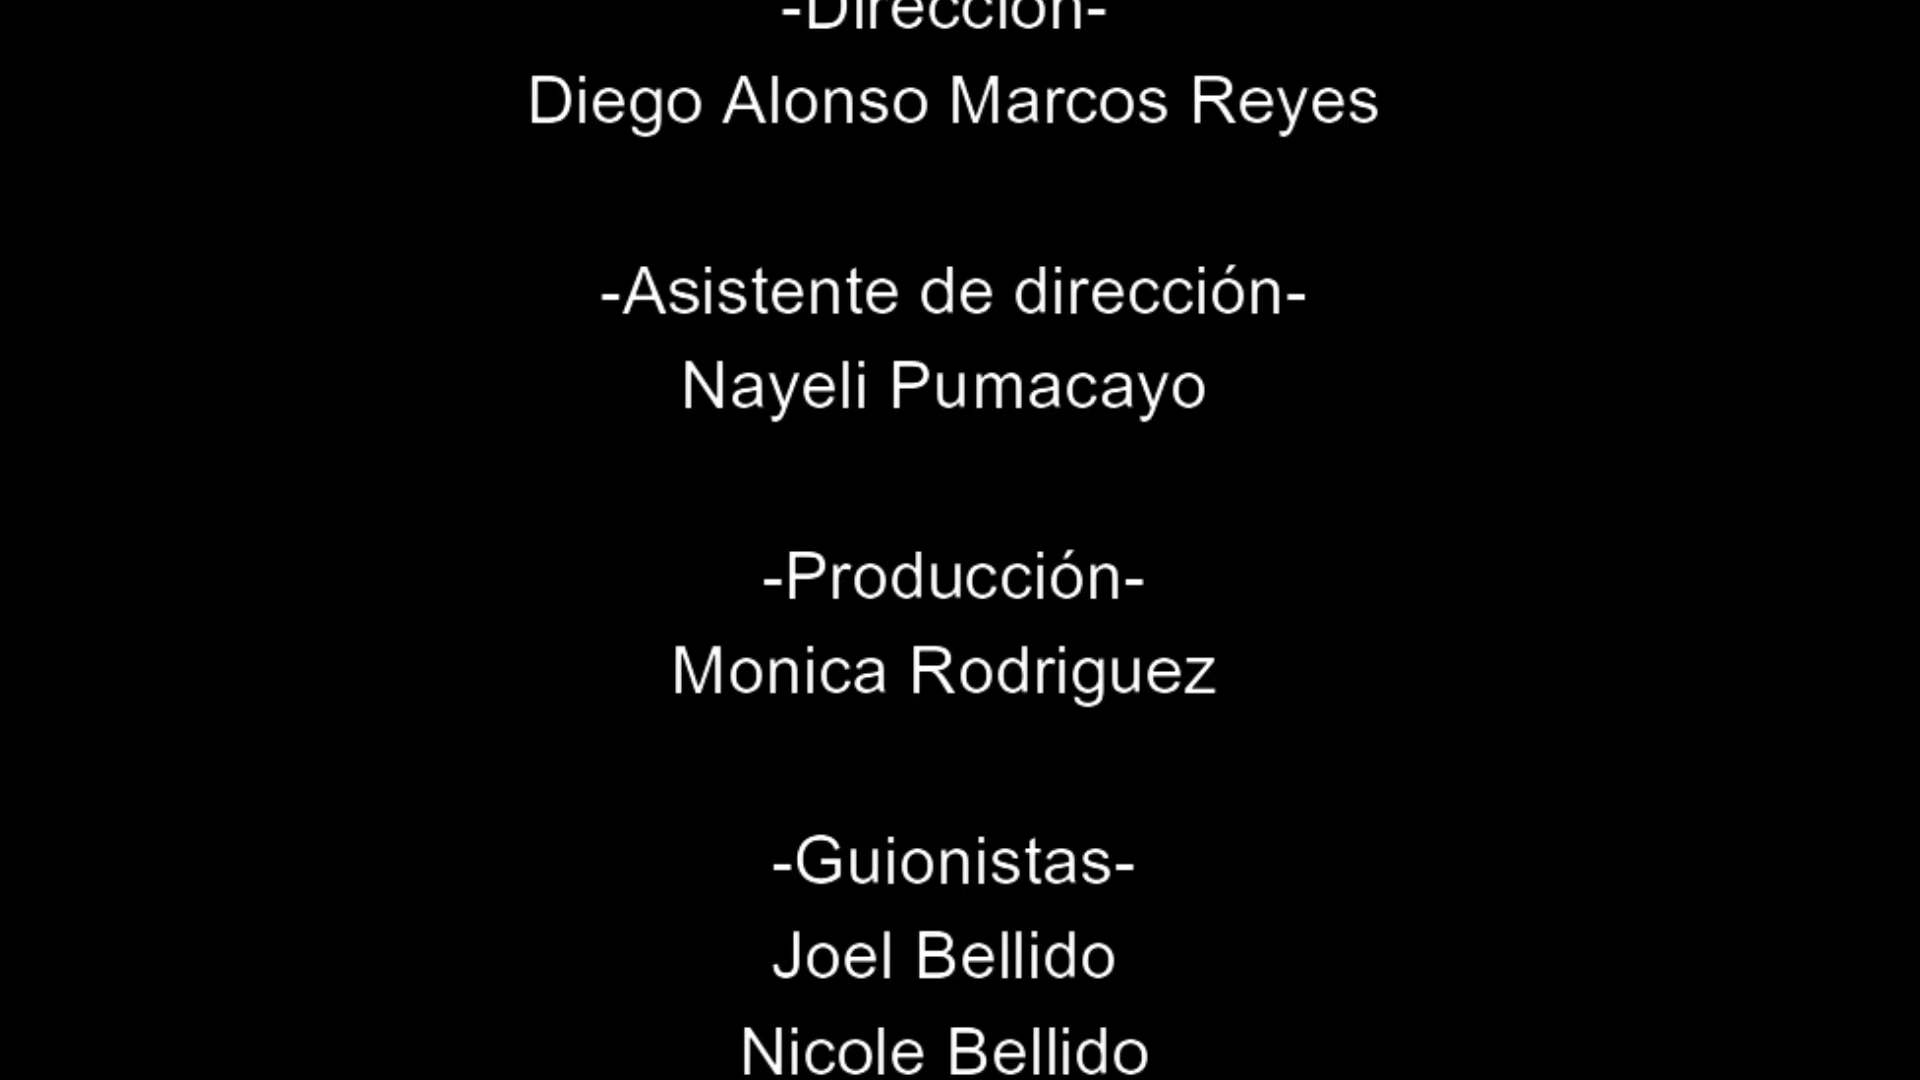 -Dirección-
Diego Alonso Marcos Reyes
-Asistente de dirección-
Nayeli Pumacayo
-Producción-
Monica Rodriguez
-Guionistas-
Joel Bellido
Nicole Bellido